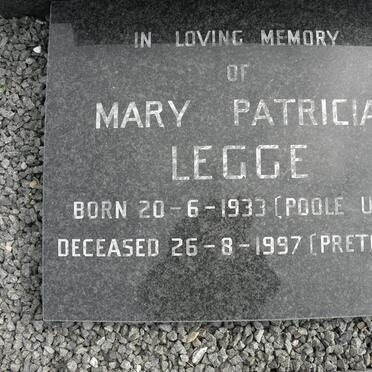 IN LOVING MEMORY
OF
MARY PATRICIA
LEGGE
BORN 20-6-1933 (POOLE U
DECEASED 26-8-1997 (PRET